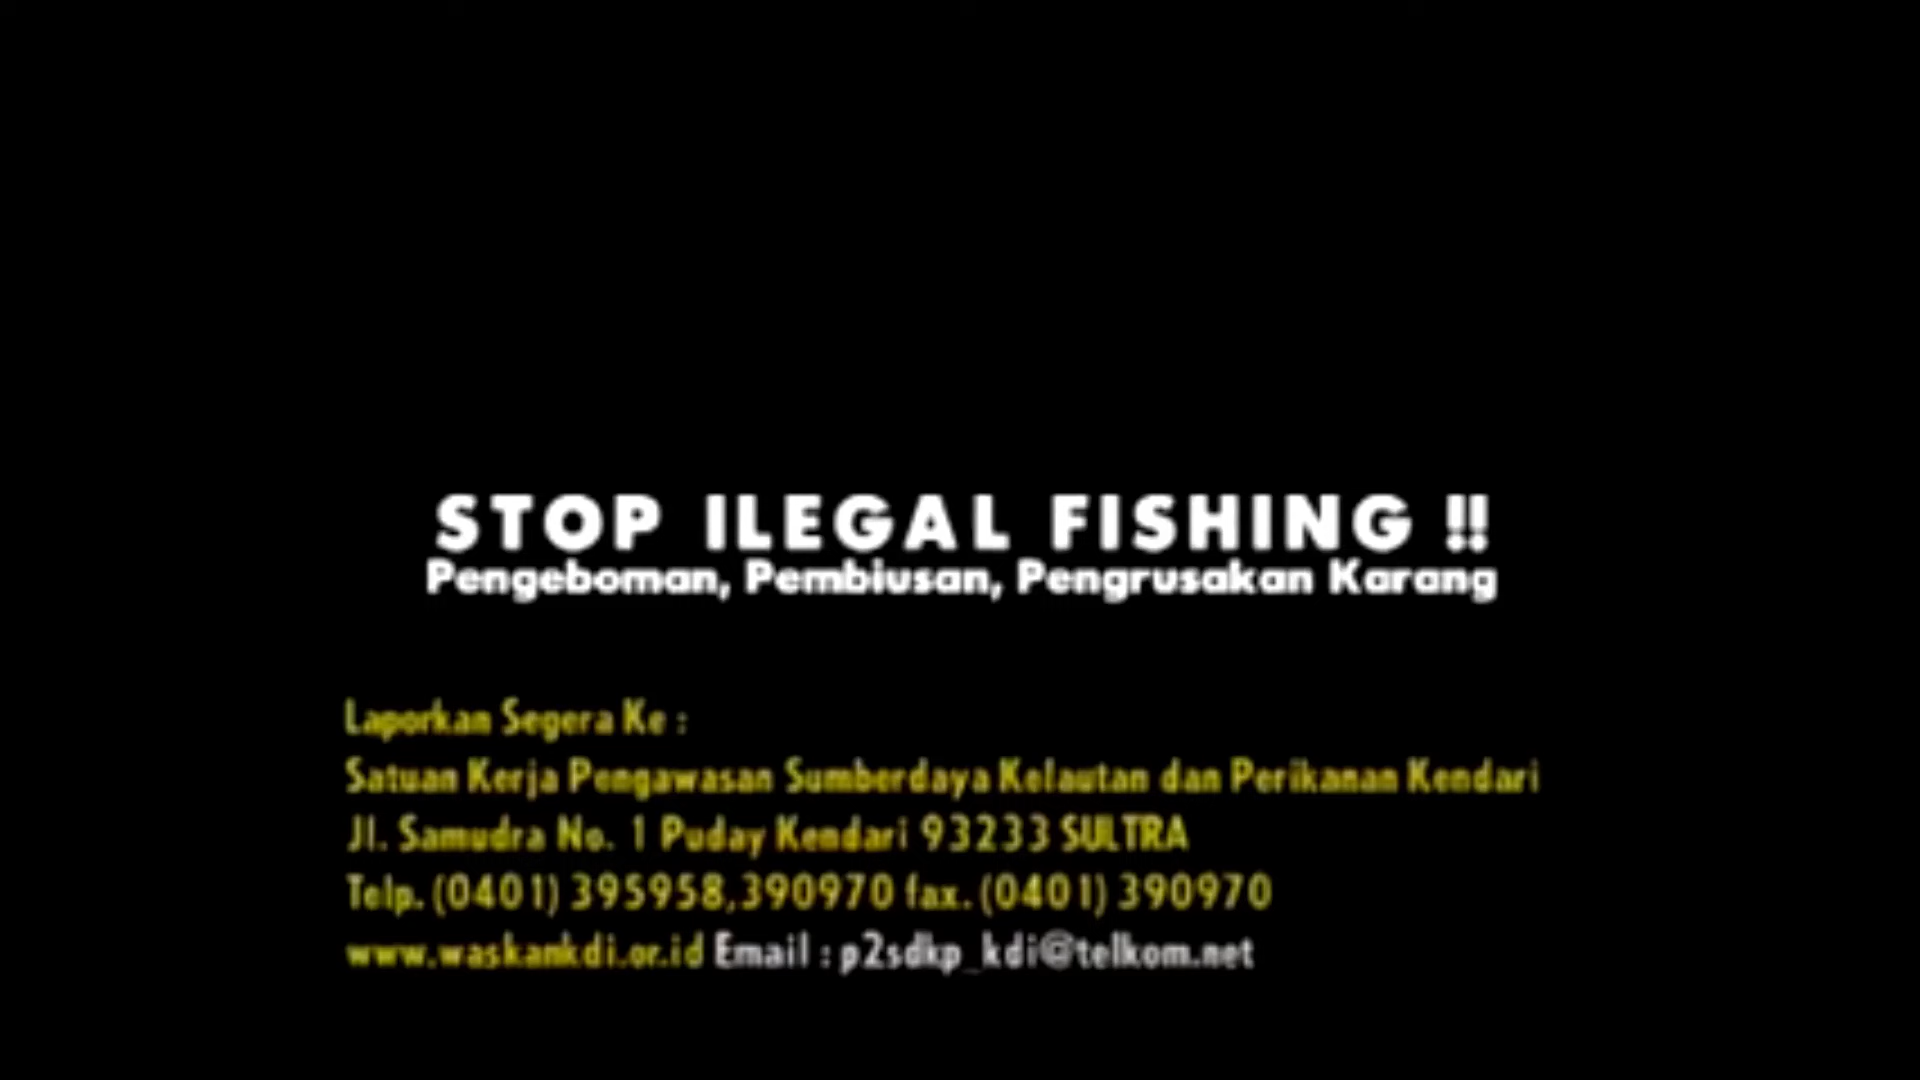 STOP ILEGAL FISHING !!
Pengeboman, Pembiusan, Pengrusakan Karang
Laporkan Segera Ke :
Satuan Kerja Pengawasan Sumberdaya Kelautan dan Perikanan Kendari
Jl. Samudra No. 1 Puday Kendari 93233 SULTRA
Telp. (0401) 395958,390970 fax. (0401) 390970
www.waskankdi.or.id Email : p2sdkp_kdi@telkom.net